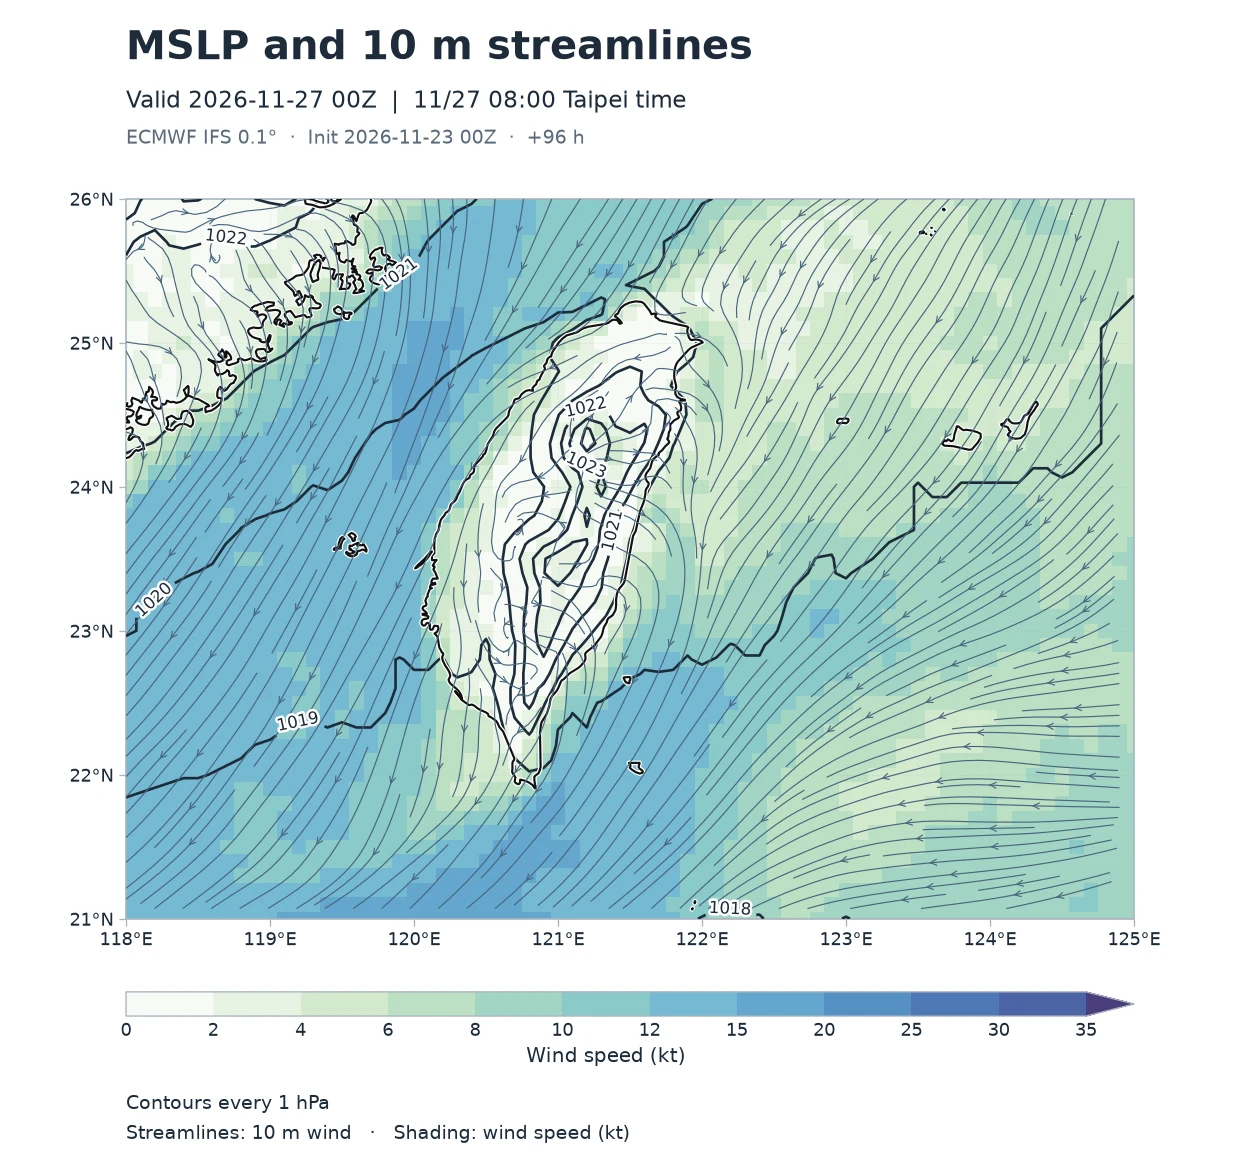 MSLP and 10 m streamlines
Valid 2026-11-27 00Z | 11/27 08:00 Taipei time
ECMWF IFS 0.1° · Init 2026-11-23 00Z · +96 h
26°N
1022
1021
25°N
1022
1023
24°N
1021
1020
23°N
1019
22°N
1018
21°N
118°E 119°E 120°E 121°E 122°E 123°E 124°E 125°E
0 2 4 6 8 10 12 15 20 25 30 35
Wind speed (kt)
Contours every 1 hPa
Streamlines: 10 m wind · Shading: wind speed (kt)